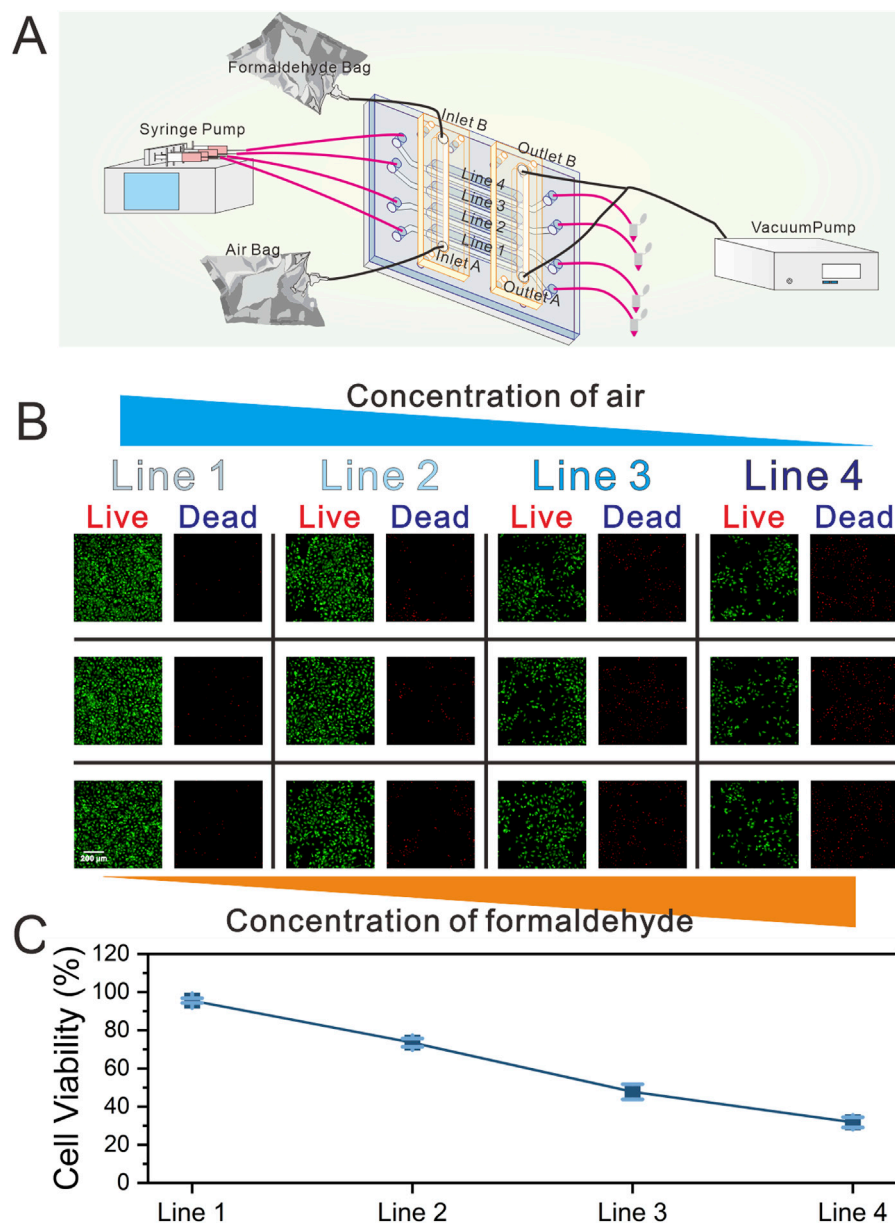 A
Formaldehyde Bag
Inlet B
Syringe Pump
Outlet B
Line 4
Line 3
Line 2
Line 1
VacuumPump
Air Bag
Inlet A
Outlet A
B
Concentration of air
Line 1 Line 2 Line 3 Line 4
Live Dead Live Dead Live Dead Live Dead
200 µm
Concentration of formaldehyde
C
Cell Viability (%)
120
100
80
60
40
20
0
Line 1 Line 2 Line 3 Line 4